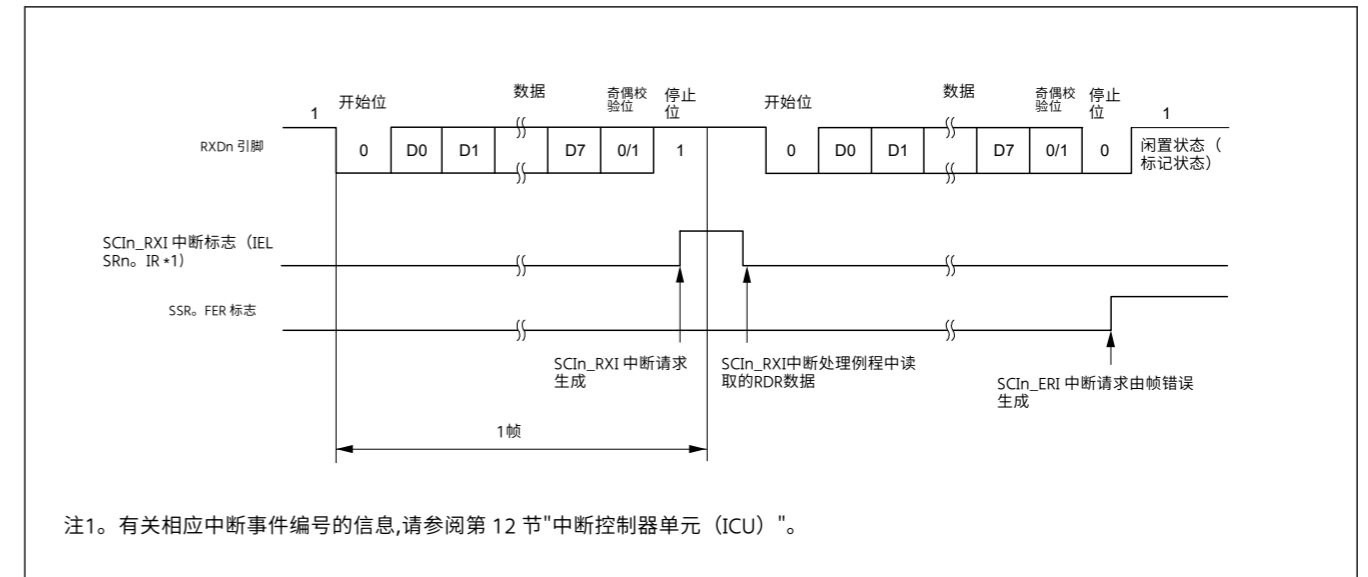 开始位
数据
奇偶校
验位
停止
位
开始位
数据
奇偶校
验位
停止
位
1
1
RXDn 引脚
0
D0
D1
D7
0/1
1
0
D0
D1
D7
0/1
0
闲置状态（
标记状态）
SCIn_RXI 中断标志（IEL
SRn。IR *1）
SSR。FER 标志
SCIn_RXI 中断请求
生成
SCIn_RXI中断处理例程中读
取的RDR数据
SCIn_ERI 中断请求由帧错误
生成
1帧
注1。有关相应中断事件编号的信息,请参阅第 12 节"中断控制器单元（ICU）"。